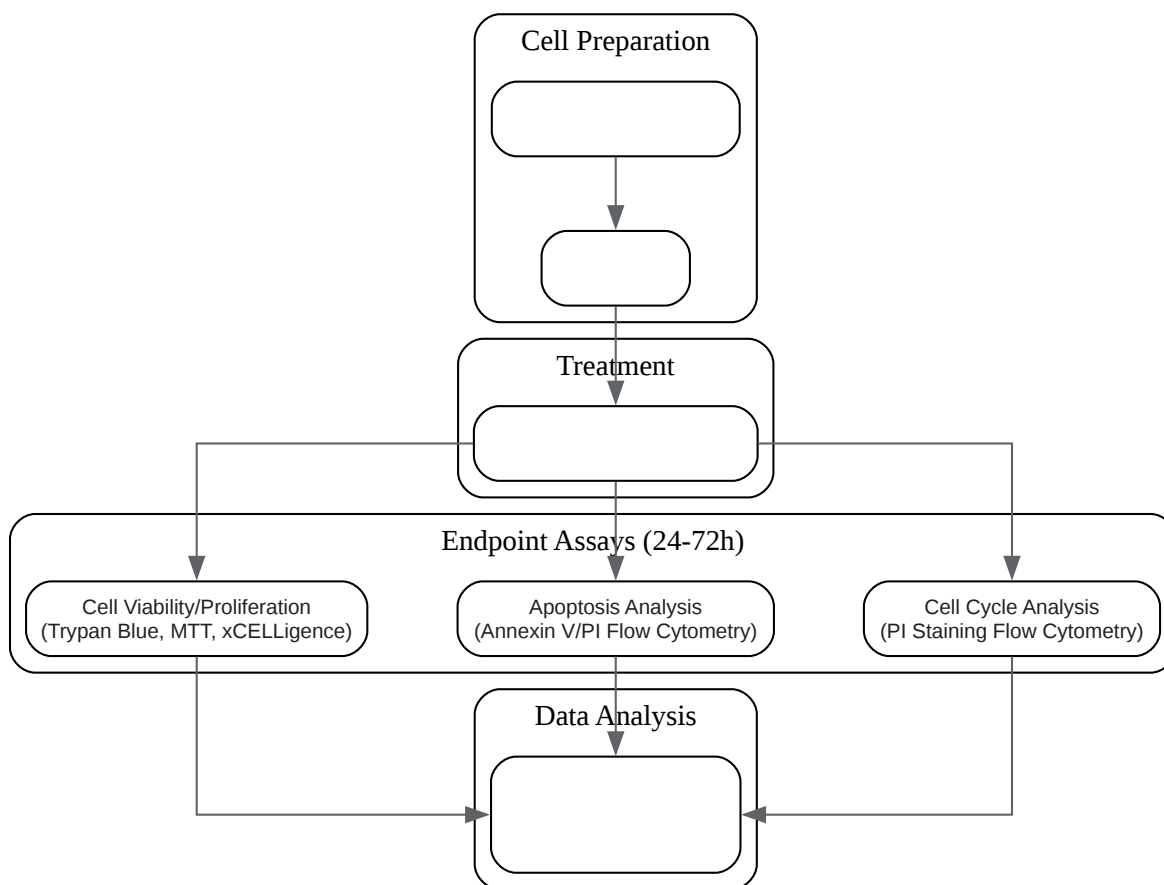 Cell Preparation
Treatment
Endpoint Assays (24-72h)
Cell Viability/Proliferation
(Trypan Blue, MTT, xCELLigence)
Apoptosis Analysis
(Annexin V/PI Flow Cytometry)
Cell Cycle Analysis
(PI Staining Flow Cytometry)
Data Analysis